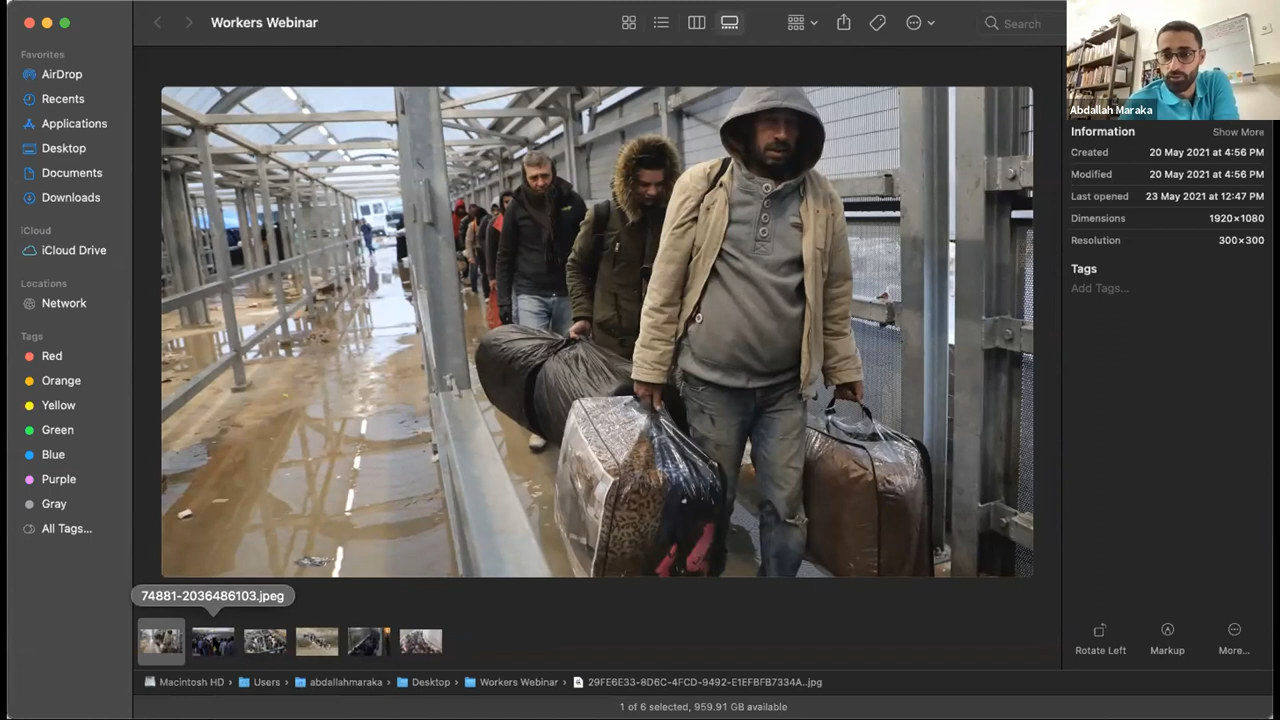 Workers Webinar
Search
Favorites
AirDrop
Recents
Applications
Desktop
Documents
Downloads
iCloud
iCloud Drive
Locations
Network
Tags
Red
Orange
Yellow
Green
Blue
Purple
Gray
All Tags...
74881-2036486103.jpeg
Macintosh HD › Users › abdallahmaraka › Desktop › Workers Webinar › 29FE6E33-8D6C-4FCD-9492-E1EFBFB7334A..jpg
1 of 6 selected, 959.91 GB available
Abdallah Maraka
Information Show More
Created 20 May 2021 at 4:56 PM
Modified 20 May 2021 at 4:56 PM
Last opened 23 May 2021 at 12:47 PM
Dimensions 1920×1080
Resolution 300×300
Tags
Add Tags...
Rotate Left Markup More...